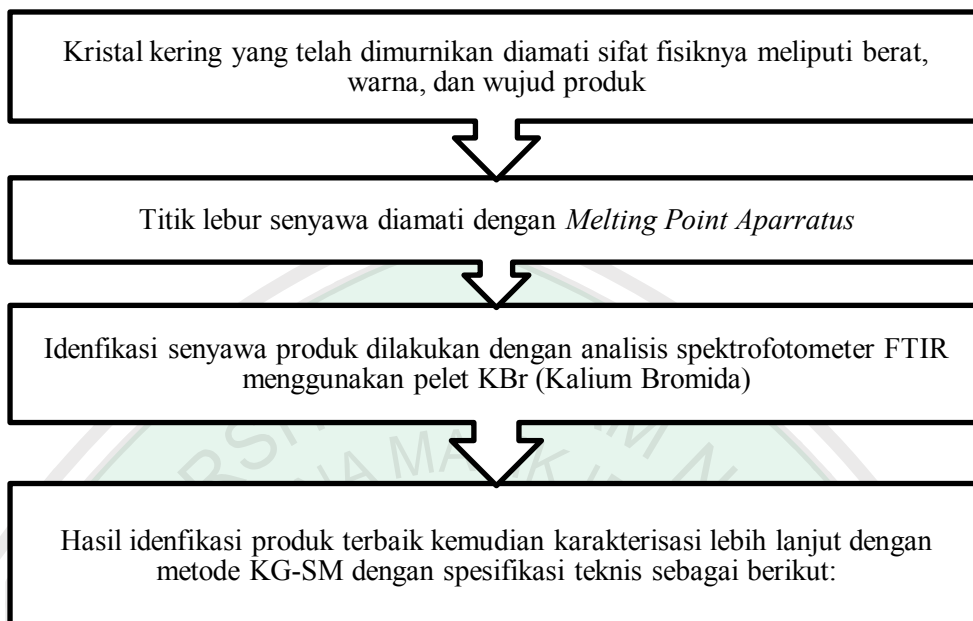 Kristal kering yang telah dimurnikan diamati sifat fisiknya meliputi berat,
warna, dan wujud produk
Titik lebur senyawa diamati dengan Melting Point Aparratus
Idenfikasi senyawa produk dilakukan dengan analisis spektrofotometer FTIR
menggunakan pelet KBr (Kalium Bromida)
Hasil idenfikasi produk terbaik kemudian karakterisasi lebih lanjut dengan
metode KG-SM dengan spesifikasi teknis sebagai berikut: